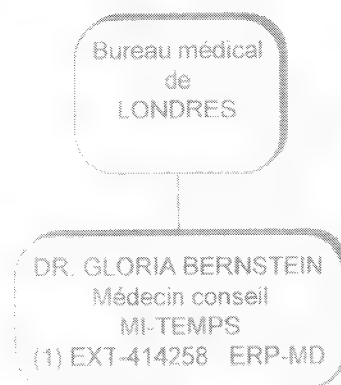 Bureau médical
de
LONDRES
DR. GLORIA BERNSTEIN
Médecin conseil
MI-TEMPS
(1) EXT-414258 ERP-MD